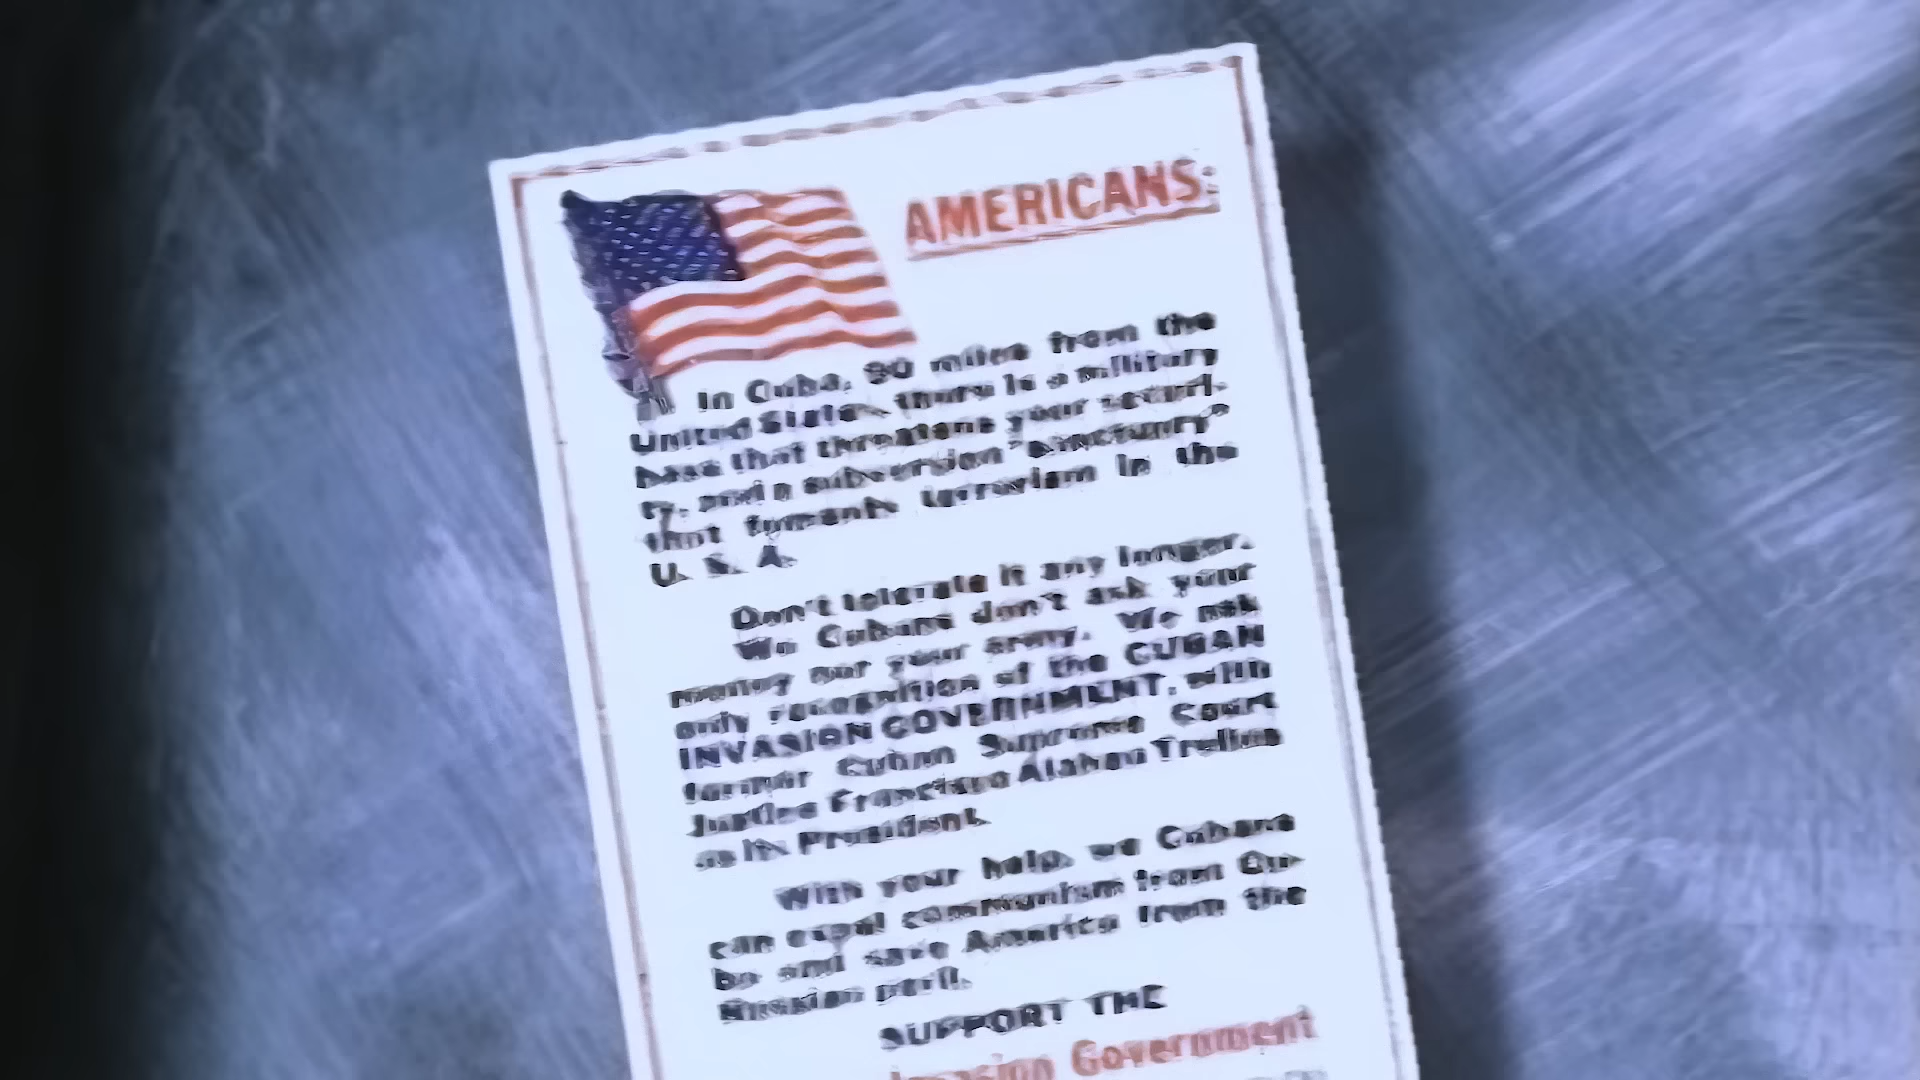 AMERICANS:
In Cuba, 90 miles from the
United States, there is a military
base that threatens your securi-
ty, and a subversion "sanctuary"
that foments terrorism in the
U. S. A.
Don't tolerate it any longer.
We Cubans don't ask your
money nor your army. We ask
only recognition of the CUBAN
INVASION GOVERNMENT, with
former Cuban Supreme Court
Justice Francisco Alabau Trelles
as its President.
With your help, we Cubans
can expel communism from Cu-
ba and save America from the
Russian peril.
SUPPORT THE
Invasion Government